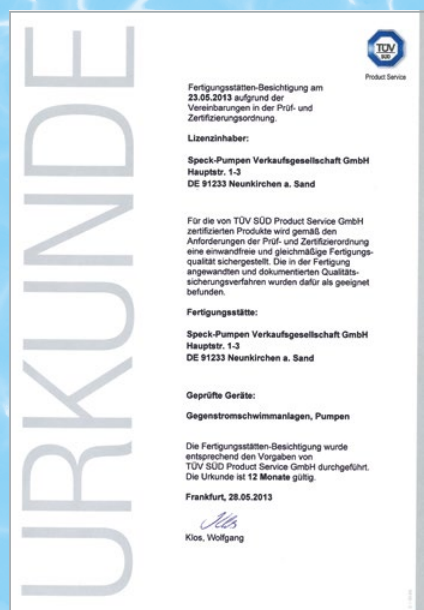 URKUNDE
TÜV
SÜD
Product Service
Fertigungsstätten-Besichtigung am
23.05.2013 aufgrund der
Vereinbarungen in der Prüf- und
Zertifizierungsordnung.
Lizenzinhaber:
Speck-Pumpen Verkaufsgesellschaft GmbH
Hauptstr. 1-3
DE 91233 Neunkirchen a. Sand
Für die von TÜV SÜD Product Service GmbH
zertifizierten Produkte wird gemäß den
Anforderungen der Prüf- und Zertifizierordnung
eine einwandfreie und gleichmäßige Fertigungs-
qualität sichergestellt. Die in der Fertigung
angewandten und dokumentierten Qualitäts-
sicherungsverfahren wurden dafür als geeignet
befunden.
Fertigungsstätte:
Speck-Pumpen Verkaufsgesellschaft GmbH
Hauptstr. 1-3
DE 91233 Neunkirchen a. Sand
Geprüfte Geräte:
Gegenstromschwimmanlagen, Pumpen
Die Fertigungsstätten-Besichtigung wurde
entsprechend den Vorgaben von
TÜV SÜD Product Service GmbH durchgeführt.
Die Urkunde ist 12 Monate gültig.
Frankfurt, 28.05.2013
Klos
Klos, Wolfgang